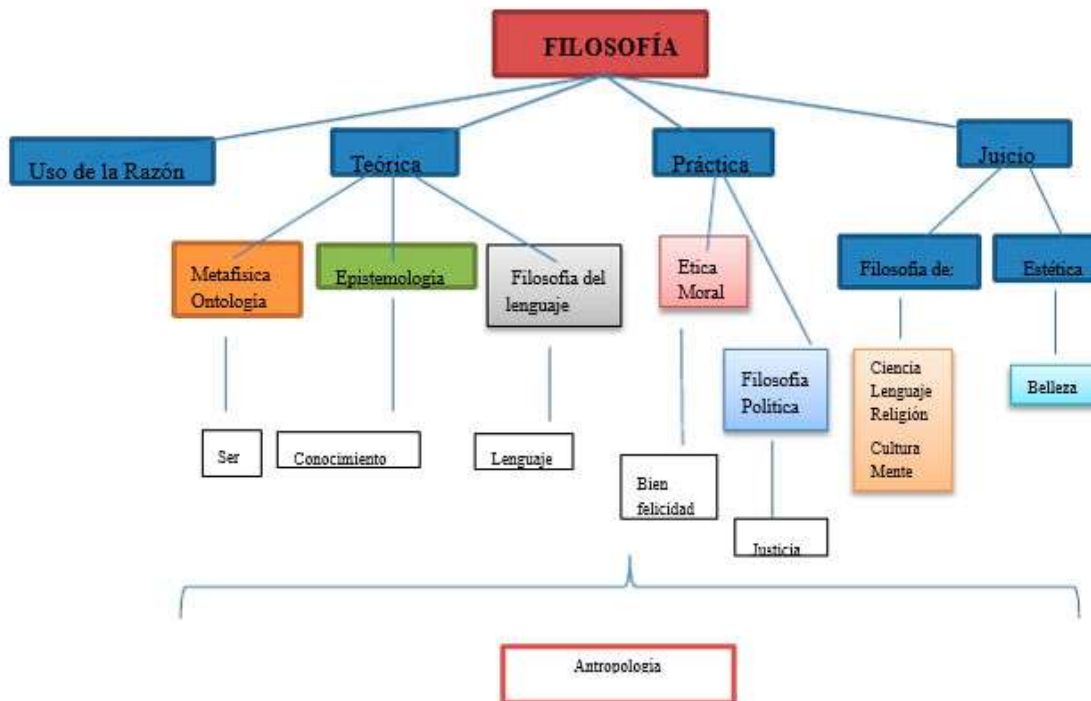 FILOSOFÍA
Uso de la Razón
Teórica
Práctica
Juicio
Metafísica
Ontología
Epistemología
Filosofía del
lenguaje
Etica
Moral
Filosofía de:
Estética
Filosofía
Política
Ciencia
Lenguaje
Religión
Cultura
Mente
Belleza
Ser
Conocimiento
Lenguaje
Bien
felicidad
Justicia
Antropología